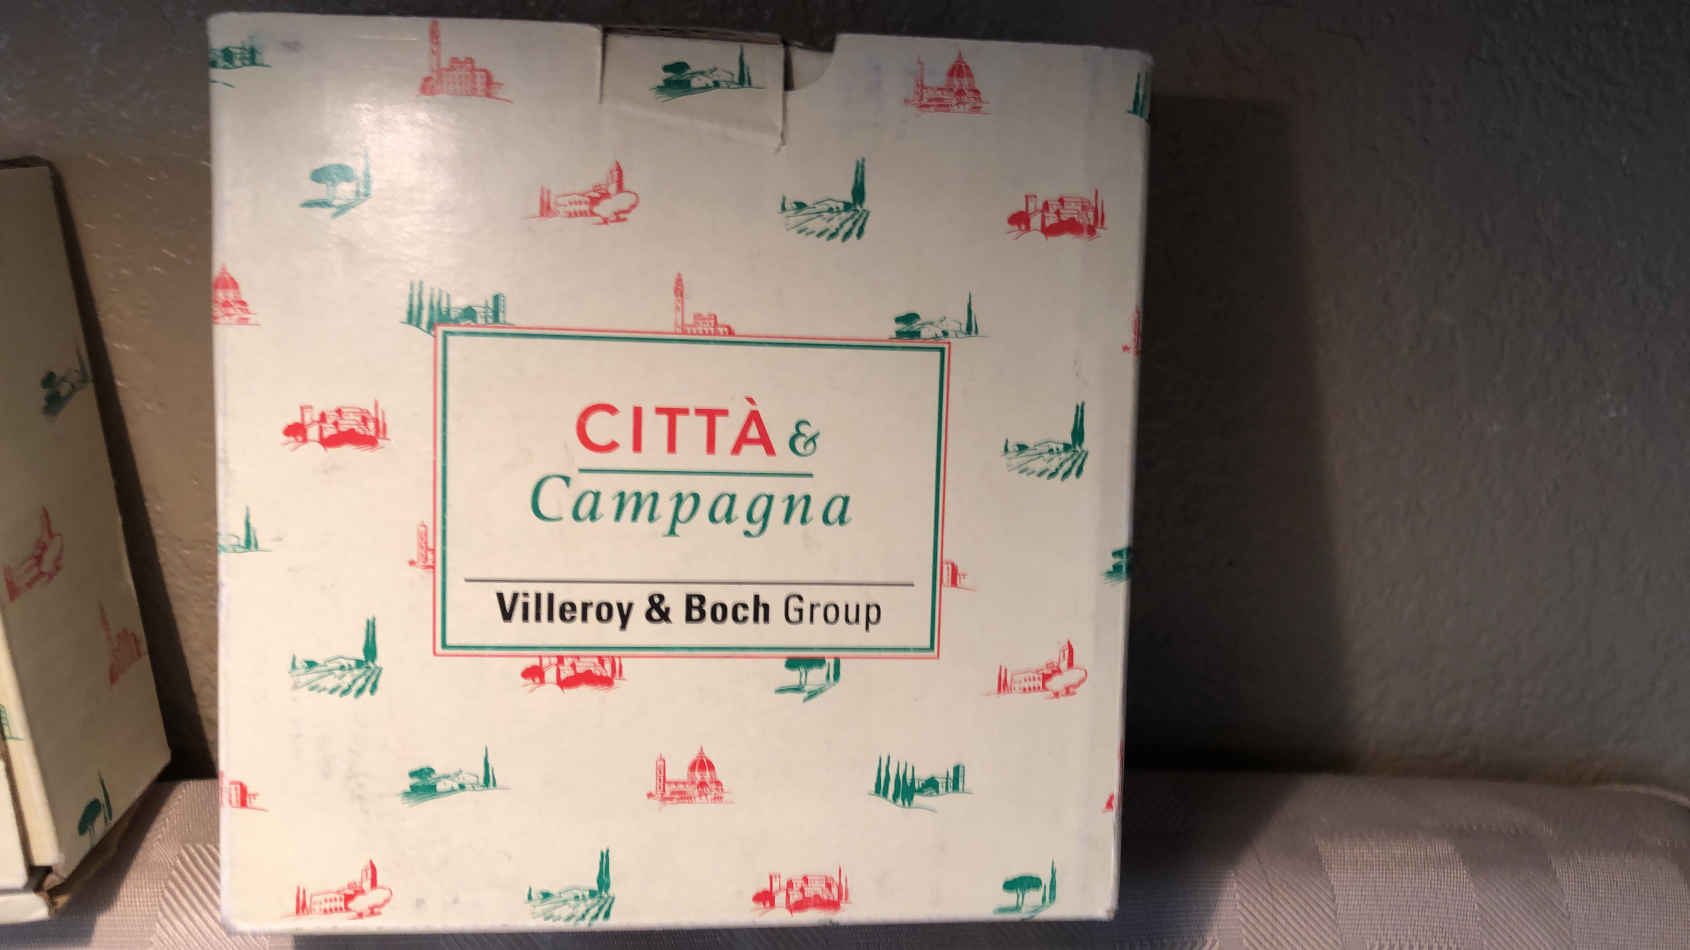 CITTÀ &
Campagna
Villeroy & Boch Group